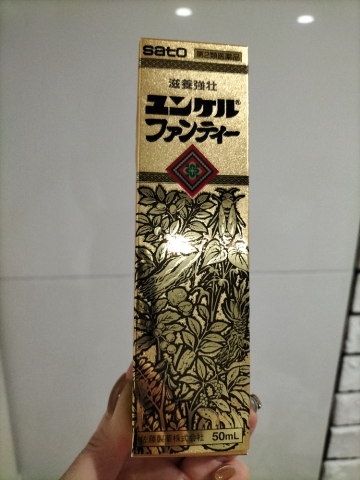 sato 第2類医薬品
滋養強壮
ユンケル
ファンティー
佐藤製薬株式会社 50mL